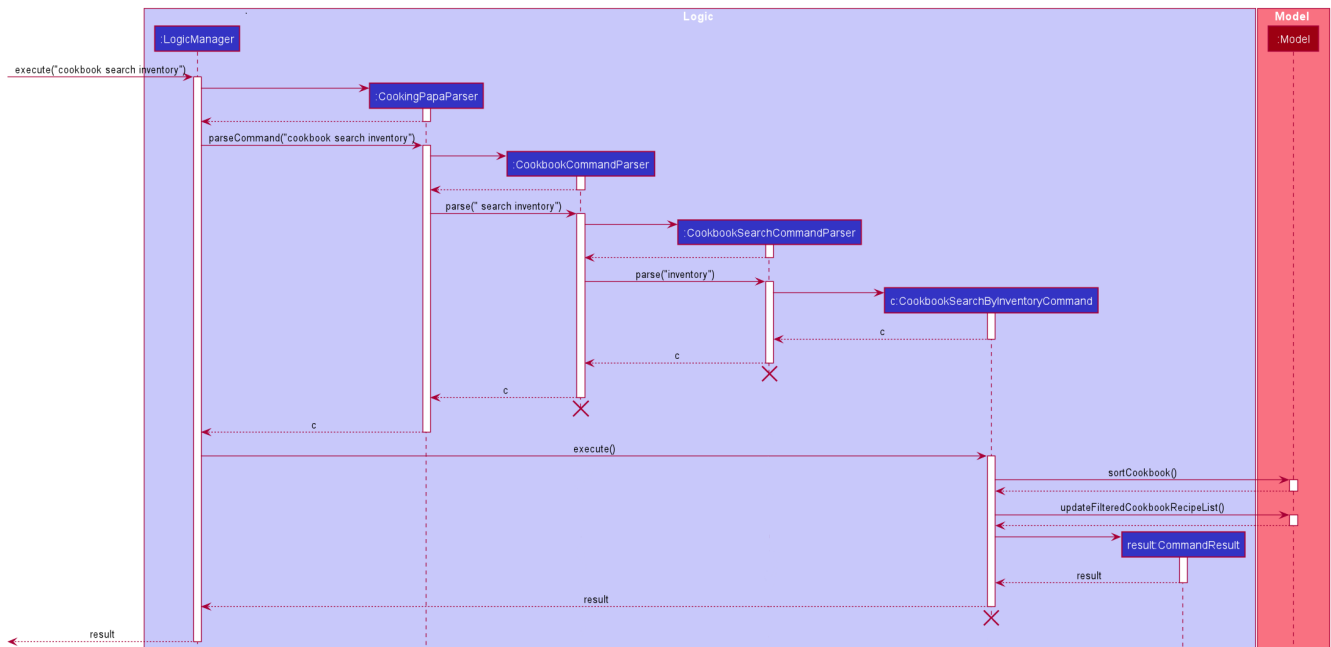 Logic
Model
:LogicManager
:Model
execute("cookbook search inventory")
:CookingPapaParser
parseCommand("cookbook search inventory")
:CookbookCommandParser
parse(" search inventory")
:CookbookSearchCommandParser
parse("inventory")
c:CookbookSearchByInventoryCommand
c
c
c
c
execute()
sortCookbook()
updateFilteredCookbookRecipeList()
result:CommandResult
result
result
result